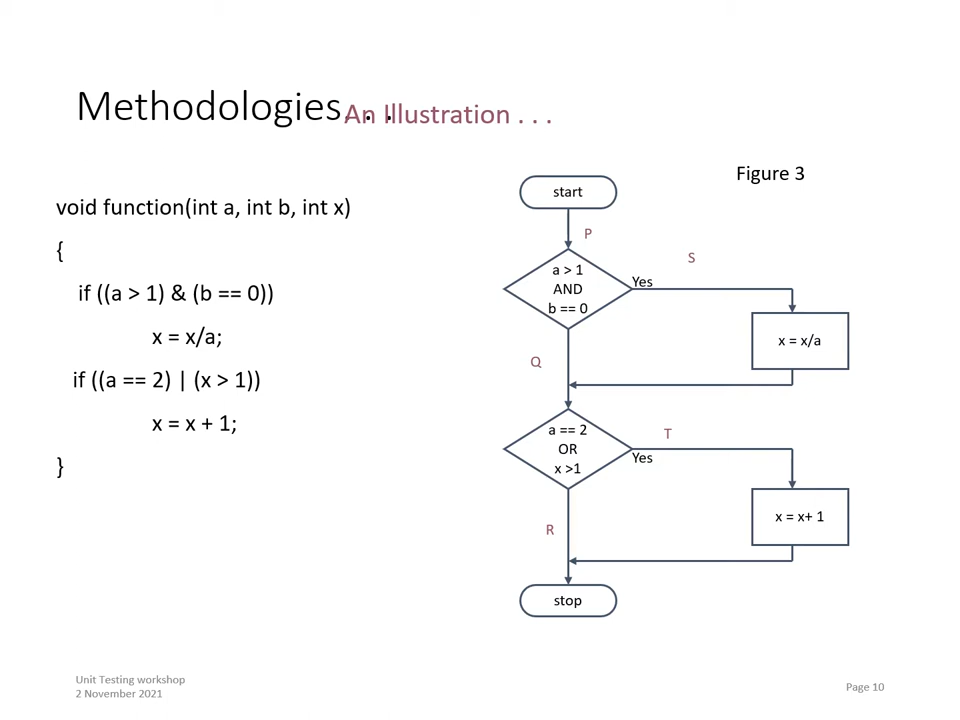 Methodologies. . .
An Illustration . . .
Figure 3
void function(int a, int b, int x)
{
if ((a > 1) & (b == 0))
x = x/a;
if ((a == 2) | (x > 1))
x = x + 1;
}
start
P
S
a > 1
AND
b == 0
Yes
x = x/a
Q
a == 2
OR
x >1
T
Yes
x = x+ 1
R
stop
Unit Testing workshop
2 November 2021
Page 10